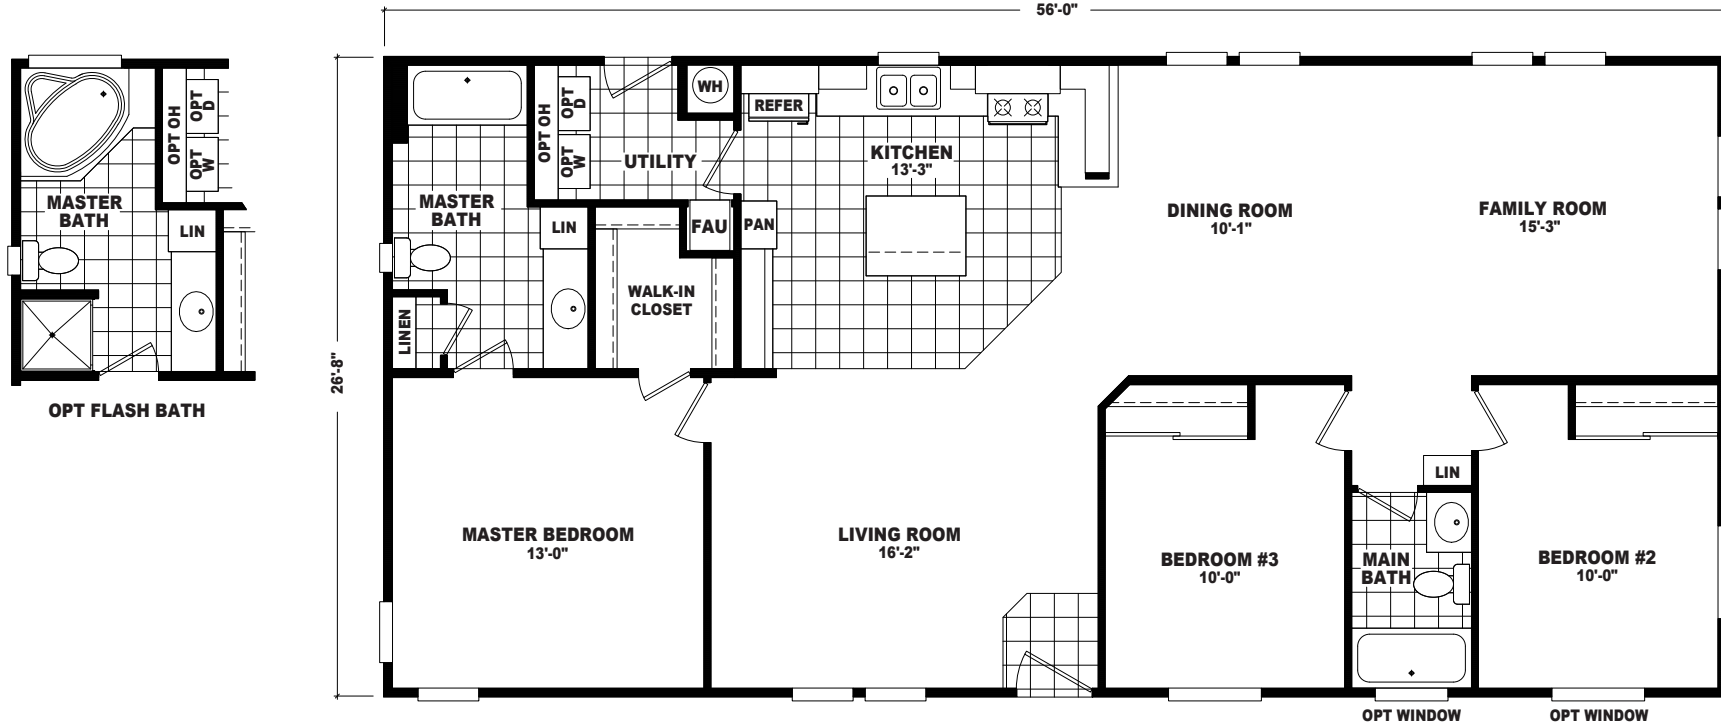 56'-0"
26'-8"
OPT OH
OPT D
OPT W
MASTER
BATH
LIN
OPT FLASH BATH
OPT OH
OPT D
OPT W
UTILITY
WH
REFER
KITCHEN
13'-3"
MASTER
BATH
LIN
FAU
PAN
DINING ROOM
10'-1"
FAMILY ROOM
15'-3"
WALK-IN
CLOSET
LINEN
MASTER BEDROOM
13'-0"
LIVING ROOM
16'-2"
BEDROOM #3
10'-0"
LIN
MAIN
BATH
BEDROOM #2
10'-0"
OPT WINDOW
OPT WINDOW